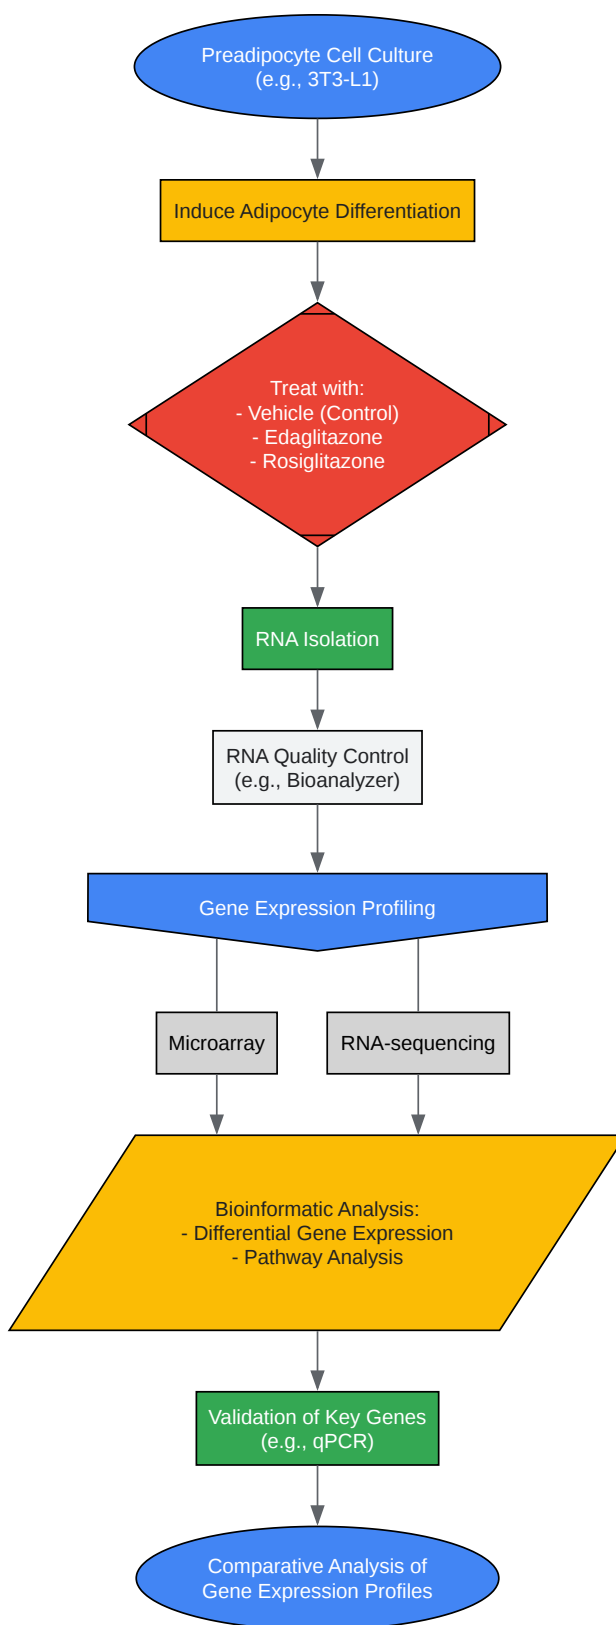 Preadipocyte Cell Culture
(e.g., 3T3-L1)
Induce Adipocyte Differentiation
Treat with:
- Vehicle (Control)
- Edaglitazone
- Rosiglitazone
RNA Isolation
RNA Quality Control
(e.g., Bioanalyzer)
Gene Expression Profiling
Microarray
RNA-sequencing
Bioinformatic Analysis:
- Differential Gene Expression
- Pathway Analysis
Validation of Key Genes
(e.g., qPCR)
Comparative Analysis of
Gene Expression Profiles